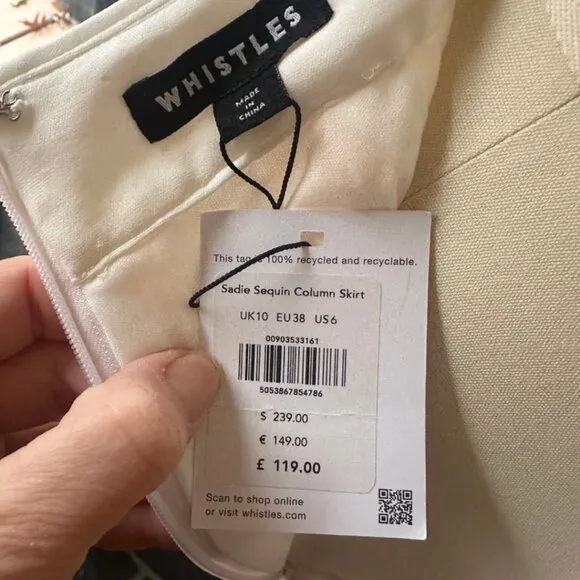 WHISTLES
MADE
IN
CHINA
This tag 100% recycled and recyclable.
Sadie Sequin Column Skirt
UK10 EU38 US6
00903533161
5053867854786
$ 239.00
€ 149.00
£ 119.00
Scan to shop online
or visit whistles.com